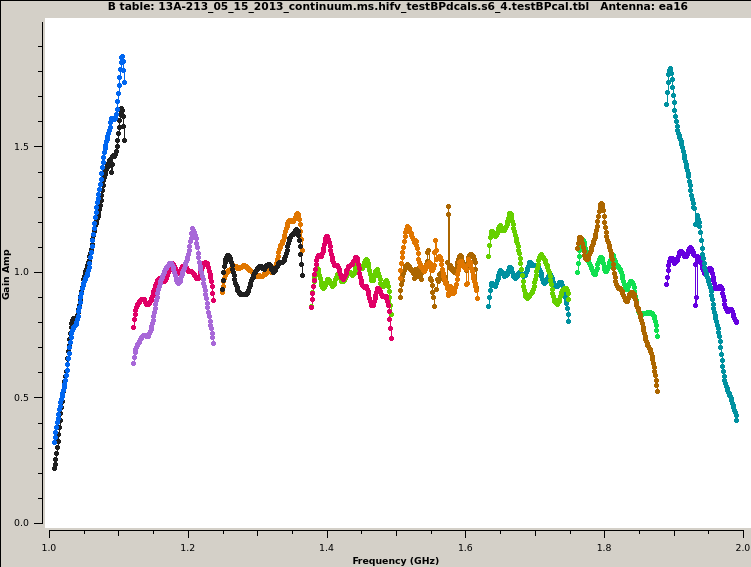 B table: 13A-213_05_15_2013_continuum.ms.hifv_testBPdcals.s6_4.testBPcal.tbl   Antenna: ea16
1.5
1.0
0.5
0.0
Gain Amp
1.0 1.2 1.4 1.6 1.8 2.0
Frequency (GHz)